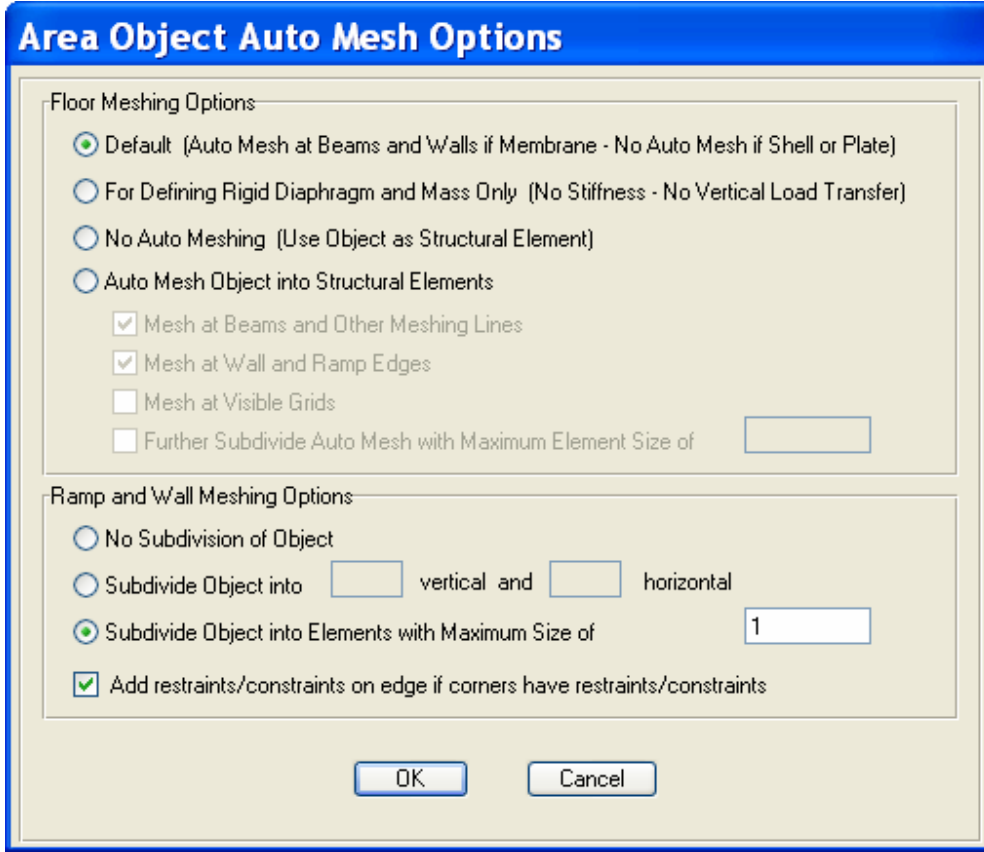 Area Object Auto Mesh Options
Floor Meshing Options
Default (Auto Mesh at Beams and Walls if Membrane - No Auto Mesh if Shell or Plate)
For Defining Rigid Diaphragm and Mass Only (No Stiffness - No Vertical Load Transfer)
No Auto Meshing (Use Object as Structural Element)
Auto Mesh Object into Structural Elements
Mesh at Beams and Other Meshing Lines
Mesh at Wall and Ramp Edges
Mesh at Visible Grids
Further Subdivide Auto Mesh with Maximum Element Size of
Ramp and Wall Meshing Options
No Subdivision of Object
Subdivide Object into vertical and horizontal
Subdivide Object into Elements with Maximum Size of 1
Add restraints/constraints on edge if corners have restraints/constraints
OK Cancel